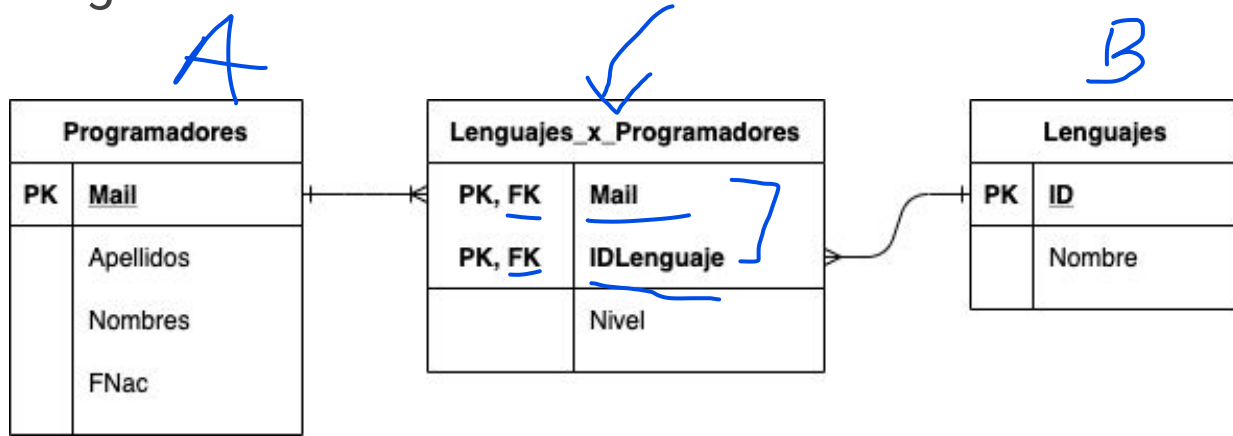 A
B
Programadores
PK Mail
Apellidos
Nombres
FNac
Lenguajes_x_Programadores
PK, FK Mail
PK, FK IDLenguaje
Nivel
Lenguajes
PK ID
Nombre